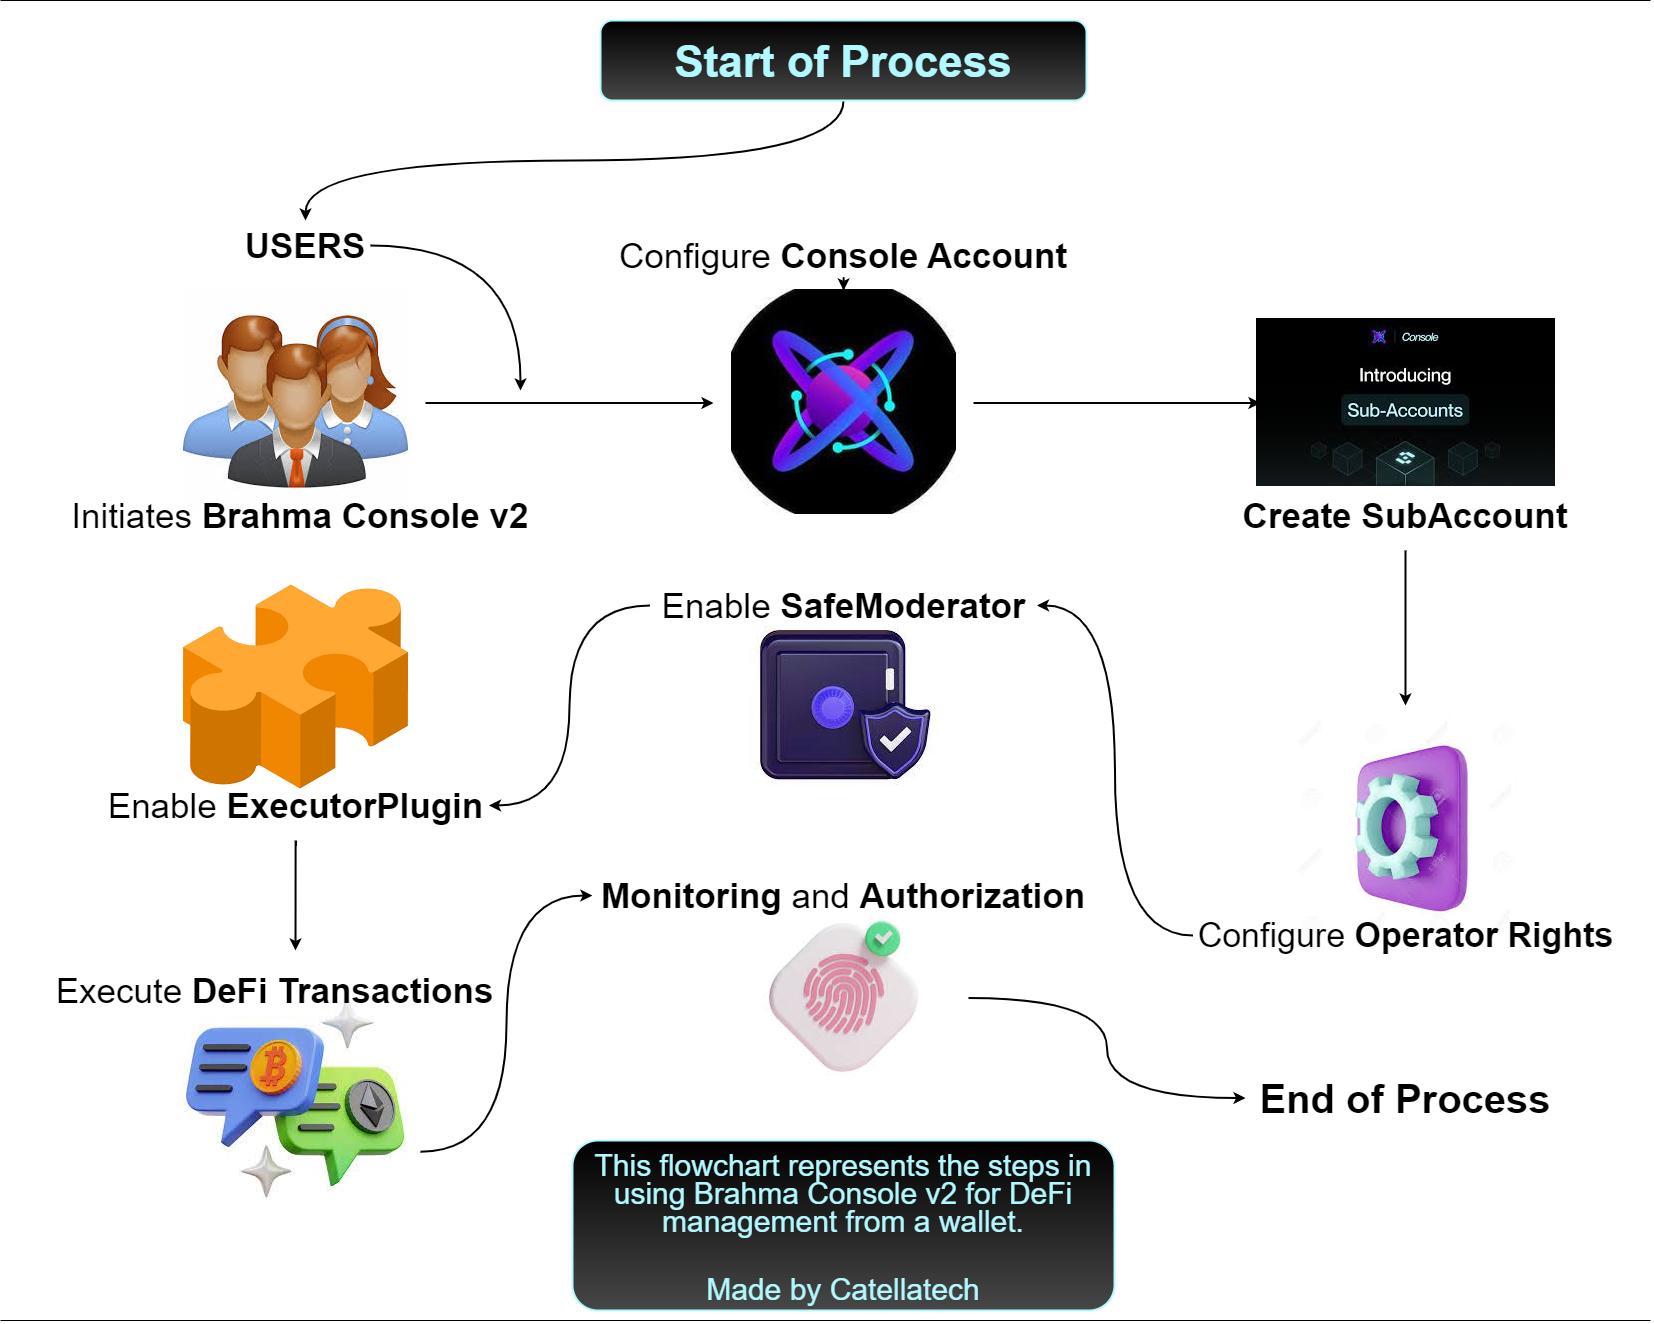 Start of Process
USERS
Configure Console Account
Console
Introducing
Sub-Accounts
Initiates Brahma Console v2
Create SubAccount
Enable SafeModerator
Enable ExecutorPlugin
Monitoring and Authorization
Configure Operator Rights
Execute DeFi Transactions
End of Process
This flowchart represents the steps in
using Brahma Console v2 for DeFi
management from a wallet.
Made by Catellatech